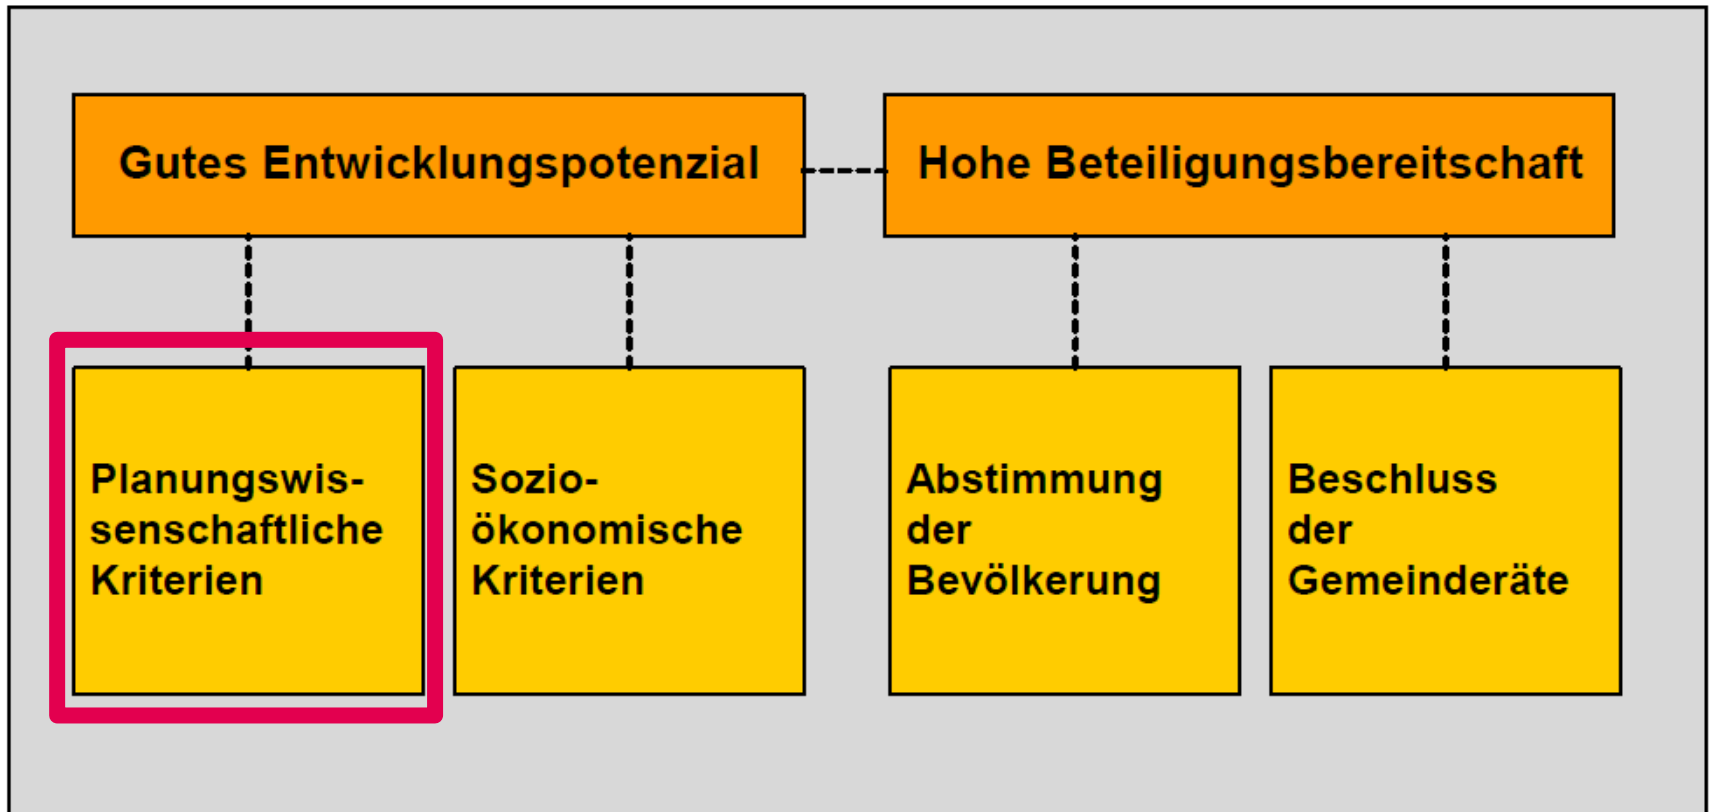 Gutes Entwicklungspotenzial
Hohe Beteiligungsbereitschaft
Planungswis-
senschaftliche
Kriterien
Sozio-
ökonomische
Kriterien
Abstimmung
der
Bevölkerung
Beschluss
der
Gemeinderäte